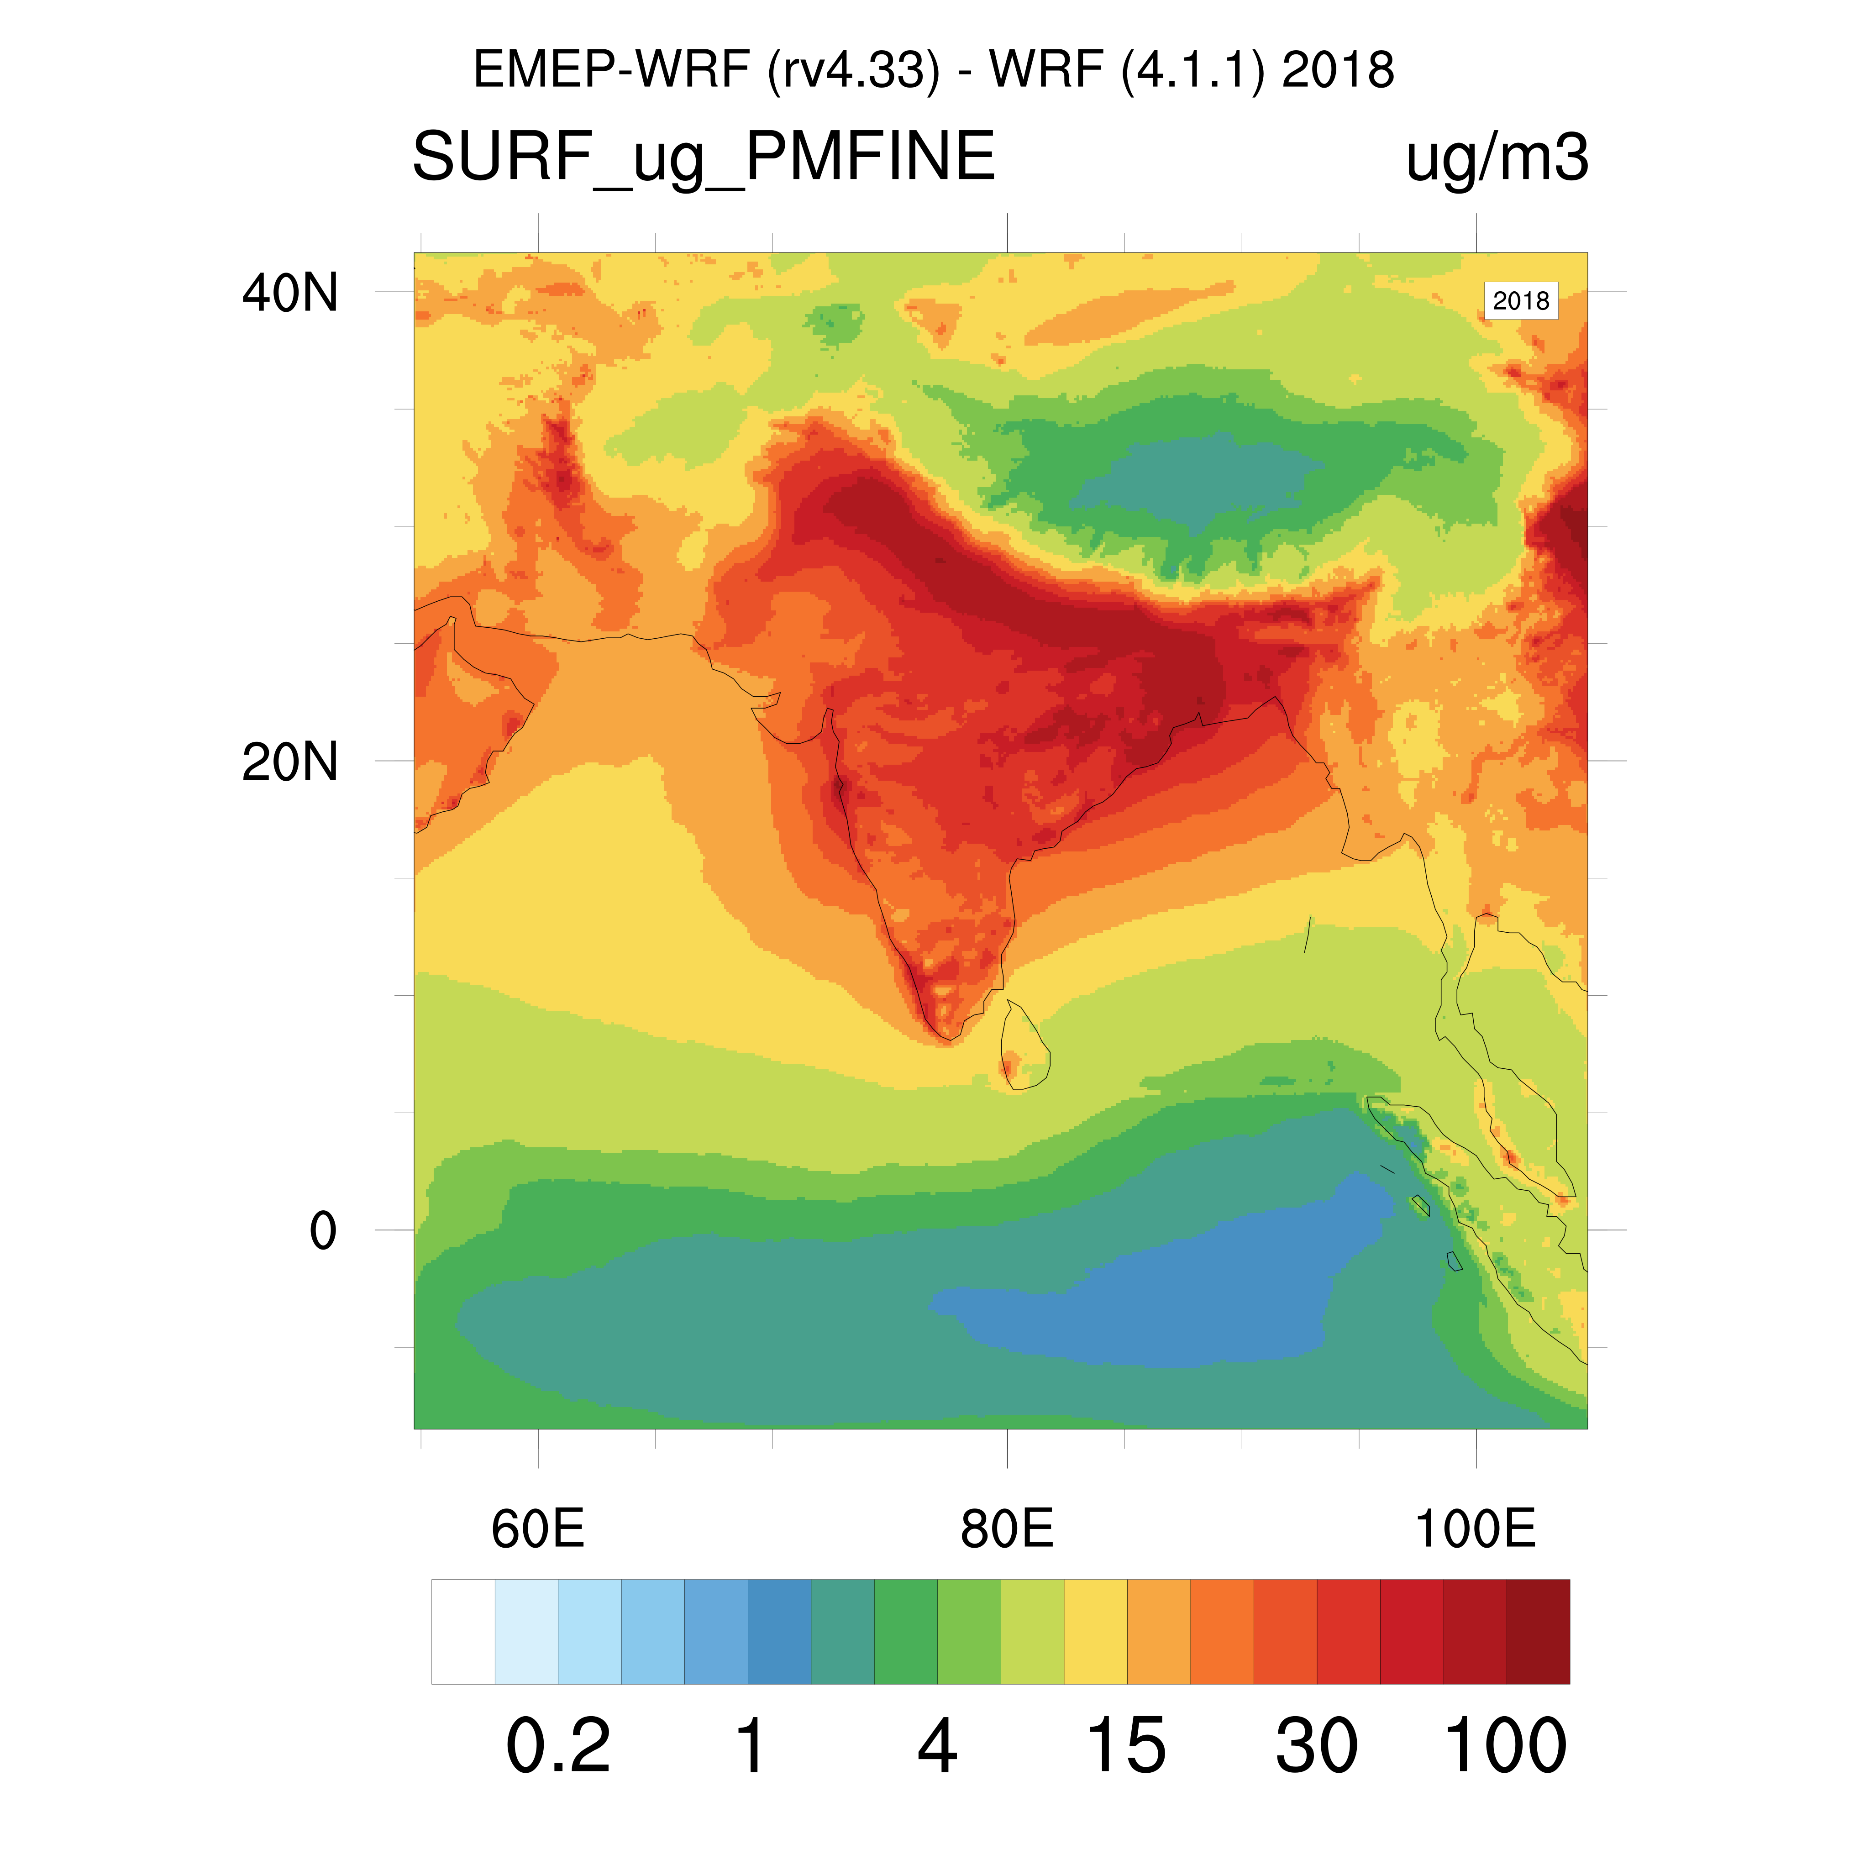 EMEP-WRF (rv4.33) - WRF (4.1.1) 2018
SURF_ug_PMFINE ug/m3
40N
2018
20N
0
60E 80E 100E
0.2 1 4 15 30 100